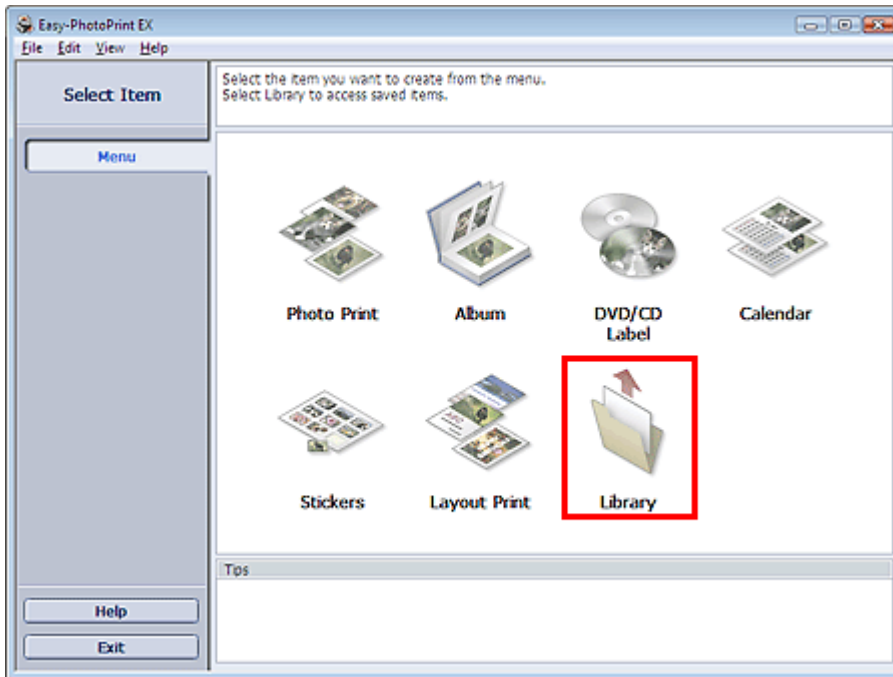 Easy-PhotoPrint EX
File Edit View Help
Select Item
Select the item you want to create from the menu.
Select Library to access saved items.
Menu
Photo Print
Album
DVD/CD
Label
Calendar
Stickers
Layout Print
Library
Tips
Help
Exit